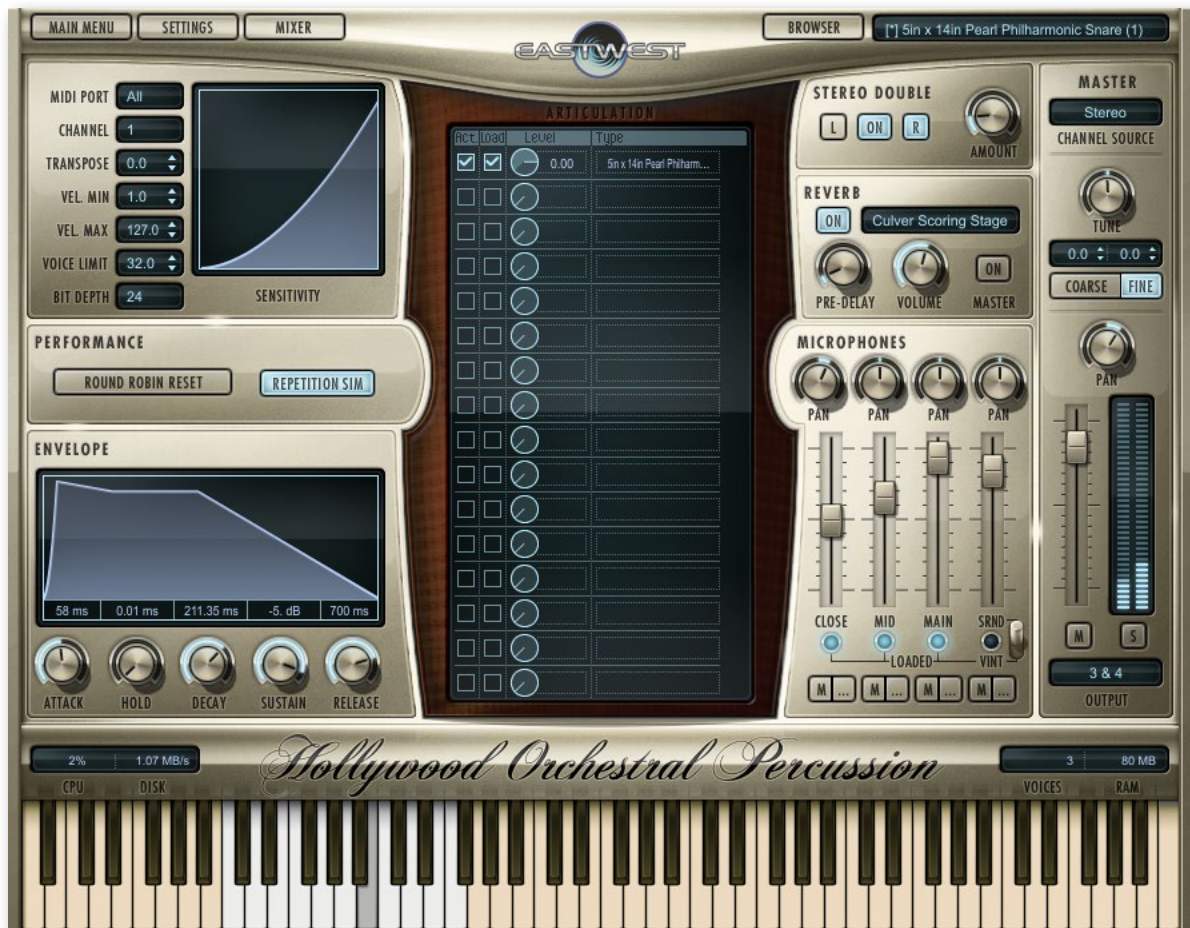 MAIN MENU SETTINGS MIXER
EASTWEST
BROWSER [*] 5in x 14in Pearl Philharmonic Snare (1)
MIDI PORT All
CHANNEL 1
TRANSPOSE 0.0
VEL. MIN 1.0
VEL. MAX 127.0
VOICE LIMIT 32.0
BIT DEPTH 24
SENSITIVITY
PERFORMANCE
ROUND ROBIN RESET REPETITION SIM
ENVELOPE
58 ms 0.01 ms 211.35 ms -5. dB 700 ms
ATTACK HOLD DECAY SUSTAIN RELEASE
ARTICULATION
Act. Load Level Type
0.00 5in x 14in Pearl Philharm...
STEREO DOUBLE
L ON R
AMOUNT
REVERB
ON Culver Scoring Stage
ON
PRE-DELAY VOLUME MASTER
MICROPHONES
PAN PAN PAN PAN
CLOSE MID MAIN SRND
LOADED VINT
M ... M ... M ... M ...
MASTER
Stereo
CHANNEL SOURCE
TUNE
0.0 0.0
COARSE FINE
PAN
M S
3 & 4
OUTPUT
2% 1.07 MB/s
CPU DISK
Hollywood Orchestral Percussion
3 80 MB
VOICES RAM